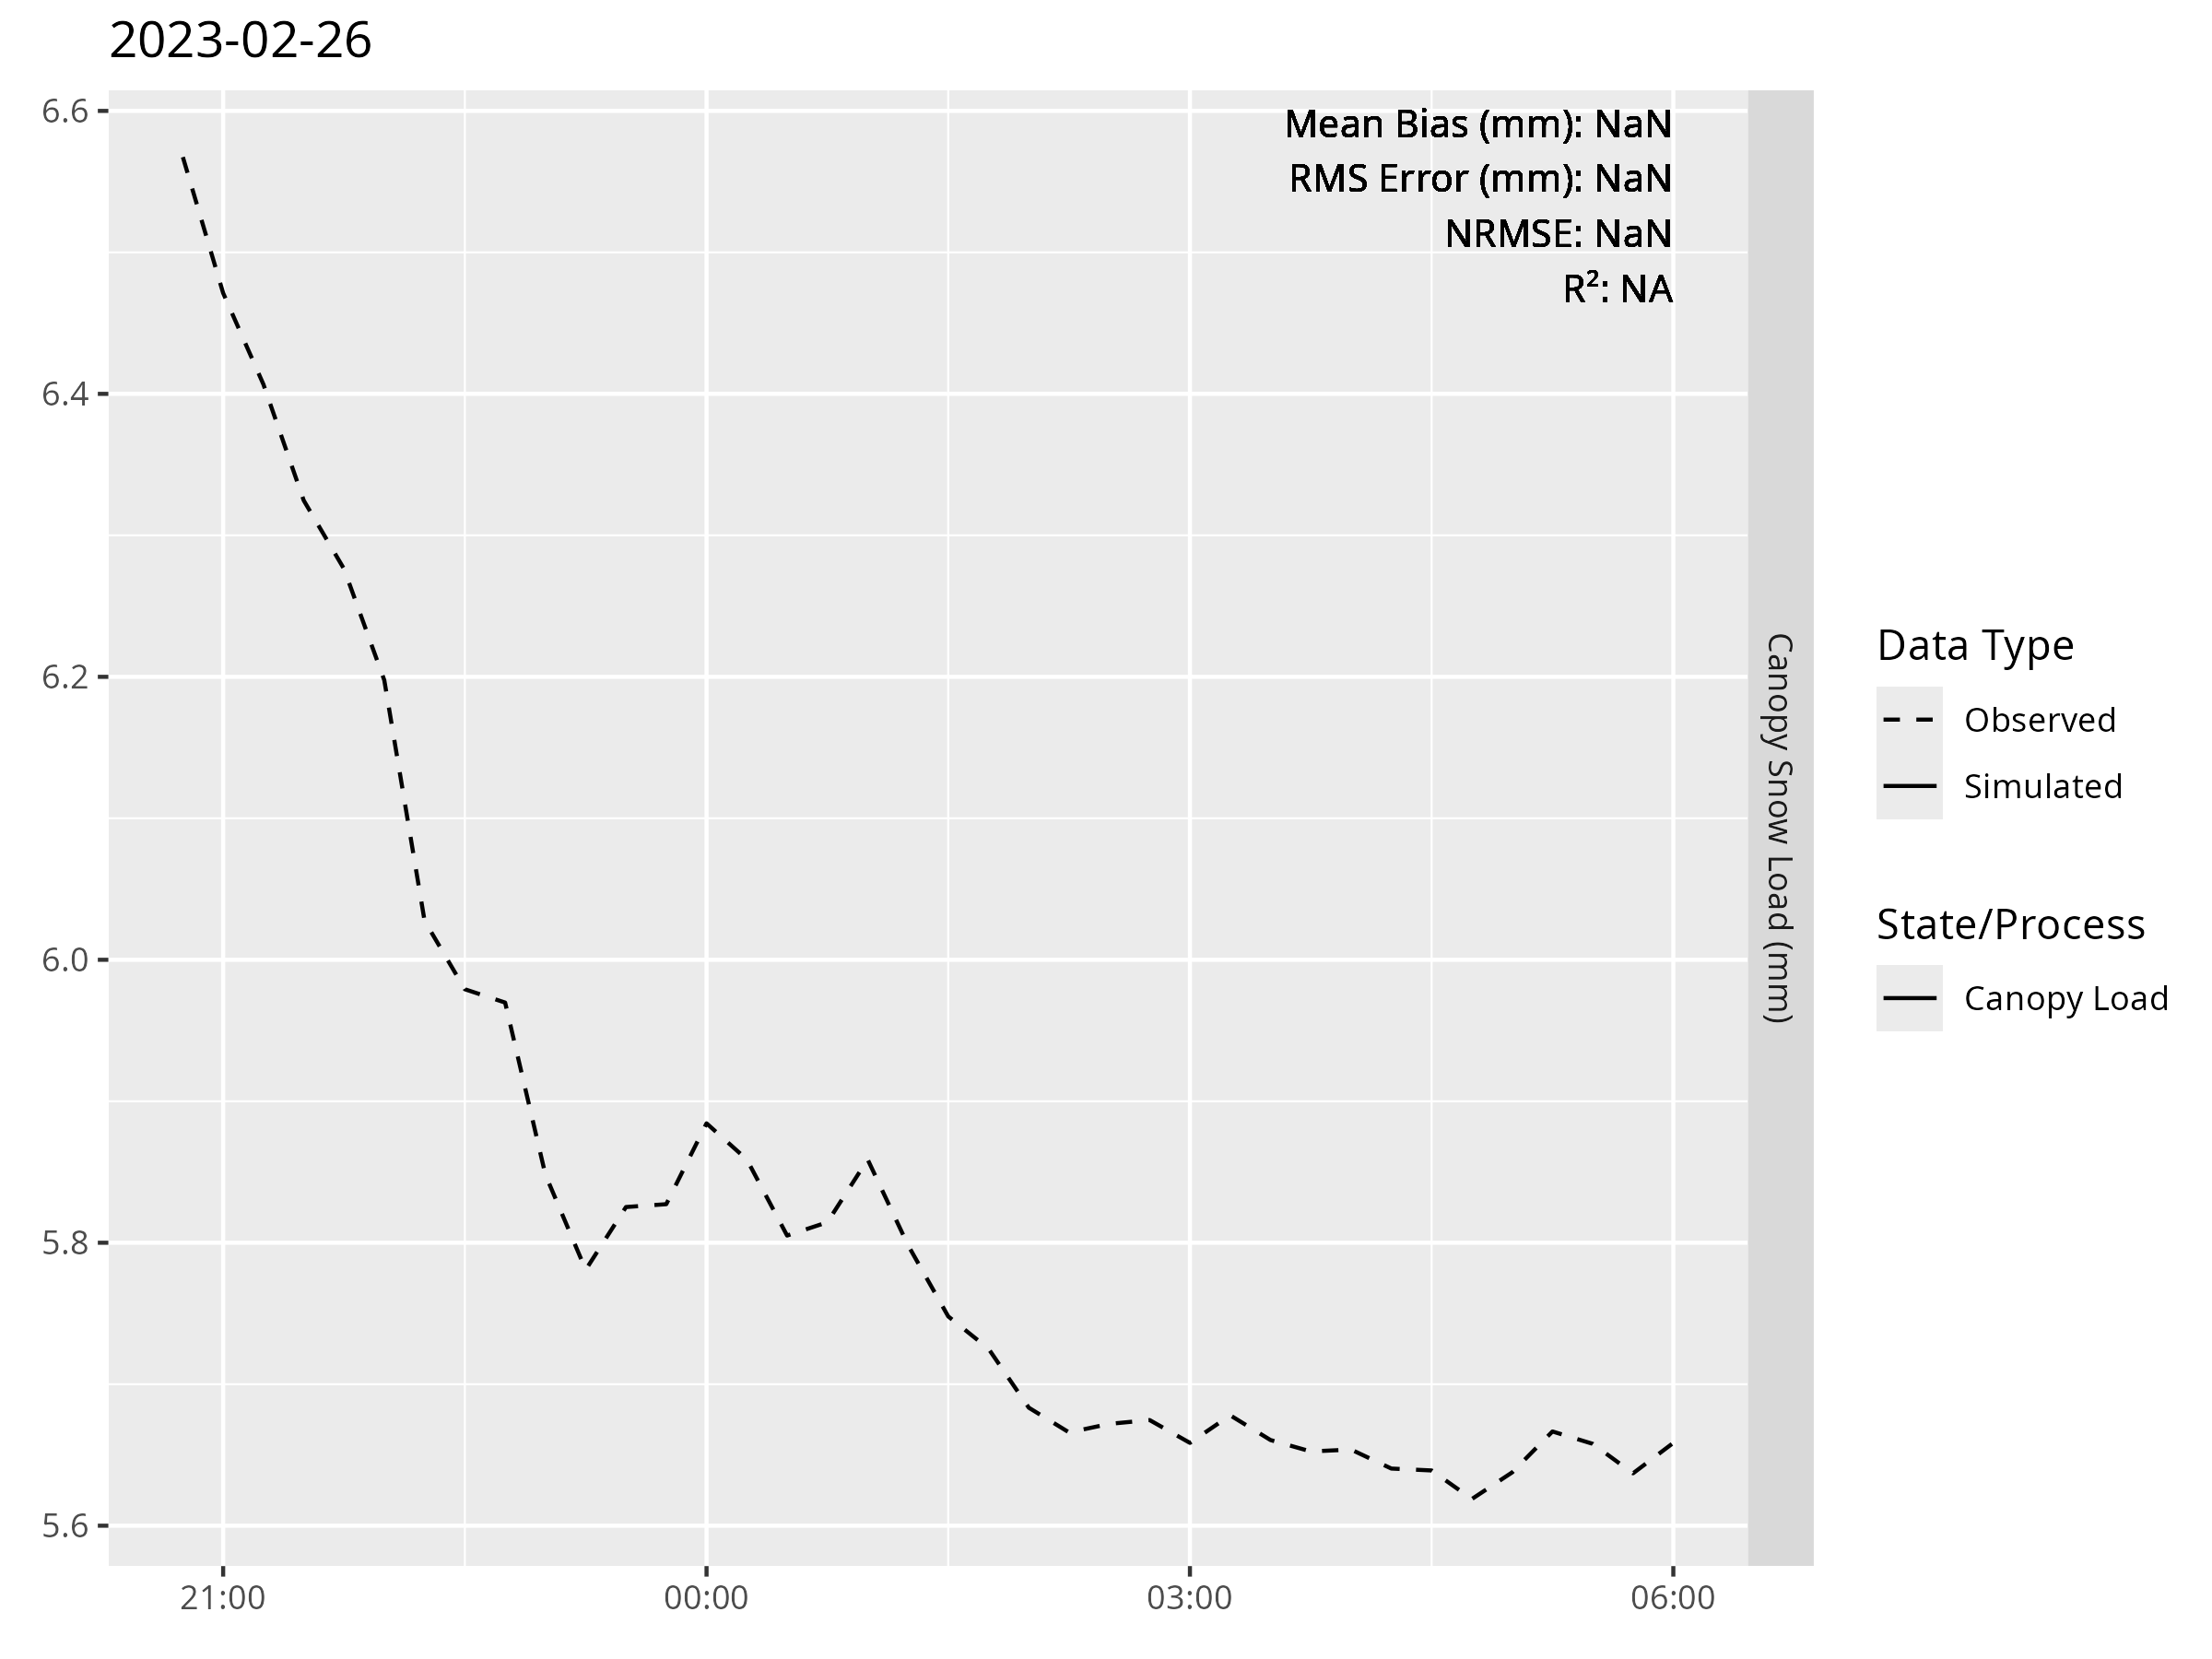 2023-02-26
6.6
6.4
6.2
6.0
5.8
5.6
Mean Bias (mm): NaN
RMS Error (mm): NaN
NRMSE: NaN
R²: NA
Canopy Snow Load (mm)
21:00
00:00
03:00
06:00
Data Type
Observed
Simulated
State/Process
Canopy Load